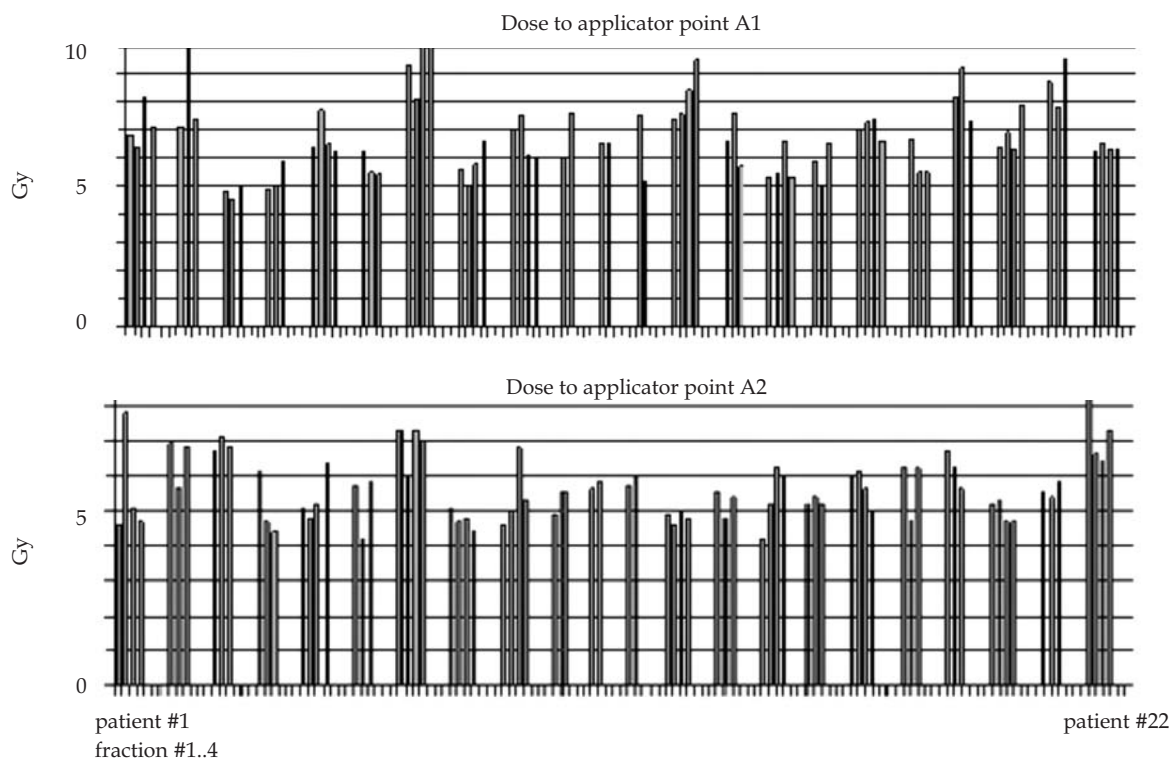 Dose to applicator point A1
10
Gy
5
0
Dose to applicator point A2
Gy
5
0
patient #1
patient #22
fraction #1..4